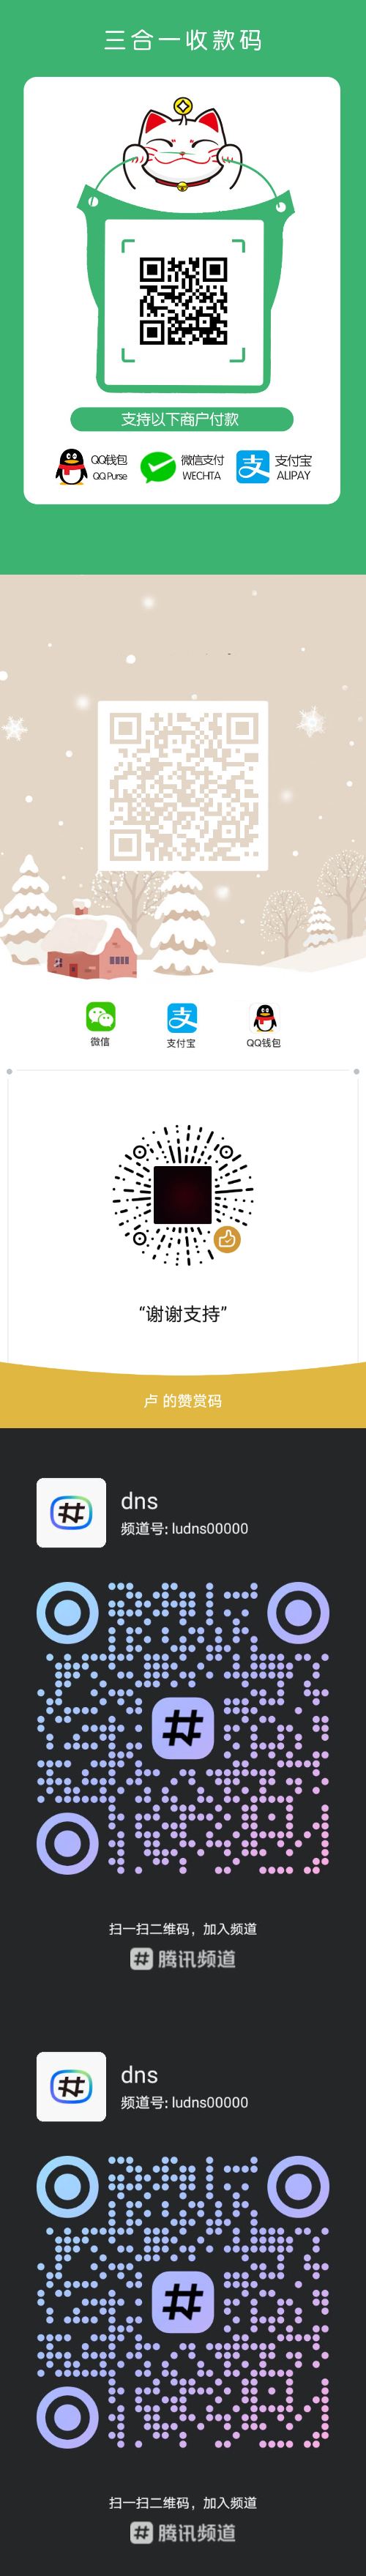 三合一收款码
支持以下商户付款
QQ钱包
QQ Purse
微信支付
WECHTA
支付宝
ALIPAY
微信
支付宝
QQ钱包
“谢谢支持”
卢 的赞赏码
dns
频道号: ludns00000
扫一扫二维码，加入频道
腾讯频道
dns
频道号: ludns00000
扫一扫二维码，加入频道
腾讯频道